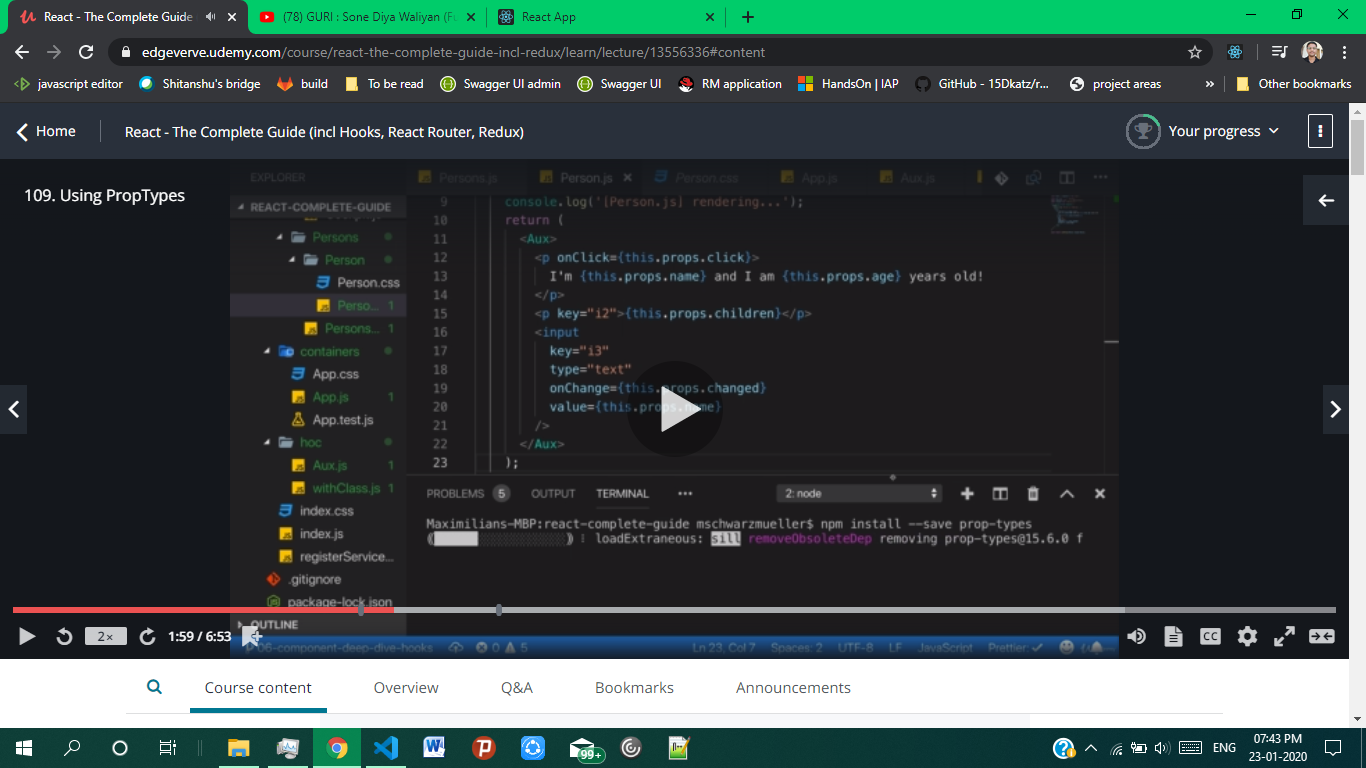 React - The Complete Guide
(78) GURI : Sone Diya Waliyan (Fu
React App
edgeverve.udemy.com/course/react-the-complete-guide-incl-redux/learn/lecture/13556336#content
javascript editor
Shitanshu's bridge
build
To be read
Swagger UI admin
Swagger UI
RM application
HandsOn | IAP
GitHub - 15Dkatz/r...
project areas
»
Other bookmarks
Home
React - The Complete Guide (incl Hooks, React Router, Redux)
Your progress
109. Using PropTypes
EXPLORER
Persons.js
Person.js
Person.css
App.js
Aux.js
REACT-COMPLETE-GUIDE
Persons
Person
Person.css
Perso... 1
Persons... 1
containers
App.css
App.js 1
App.test.js
hoc
Aux.js 1
withClass.js 1
index.css
index.js
registerService...
.gitignore
package-lock.json
OUTLINE
9 console.log('[Person.js] rendering...');
10 return (
11 <Aux>
12 <p onClick={this.props.click}>
13 I'm {this.props.name} and I am {this.props.age} years old!
14 </p>
15 <p key="i2">{this.props.children}</p>
16 <input
17 key="i3"
18 type="text"
19 onChange={this.props.changed}
20 value={this.props.name}
21 />
22 </Aux>
23 );
PROBLEMS 5 OUTPUT TERMINAL ••• 2: node
Maximilians-MBP:react-complete-guide mschwarzmueller$ npm install --save prop-types
loadExtraneous: sill removeObsoleteDep removing prop-types@15.6.0 f
06-component-deep-dive-hooks 0 5 Ln 23, Col 7 Spaces: 2 UTF-8 LF JavaScript Prettier: ✓
2× 1:59 / 6:53
CC
Course content
Overview
Q&A
Bookmarks
Announcements
99+
ENG
07:43 PM
23-01-2020